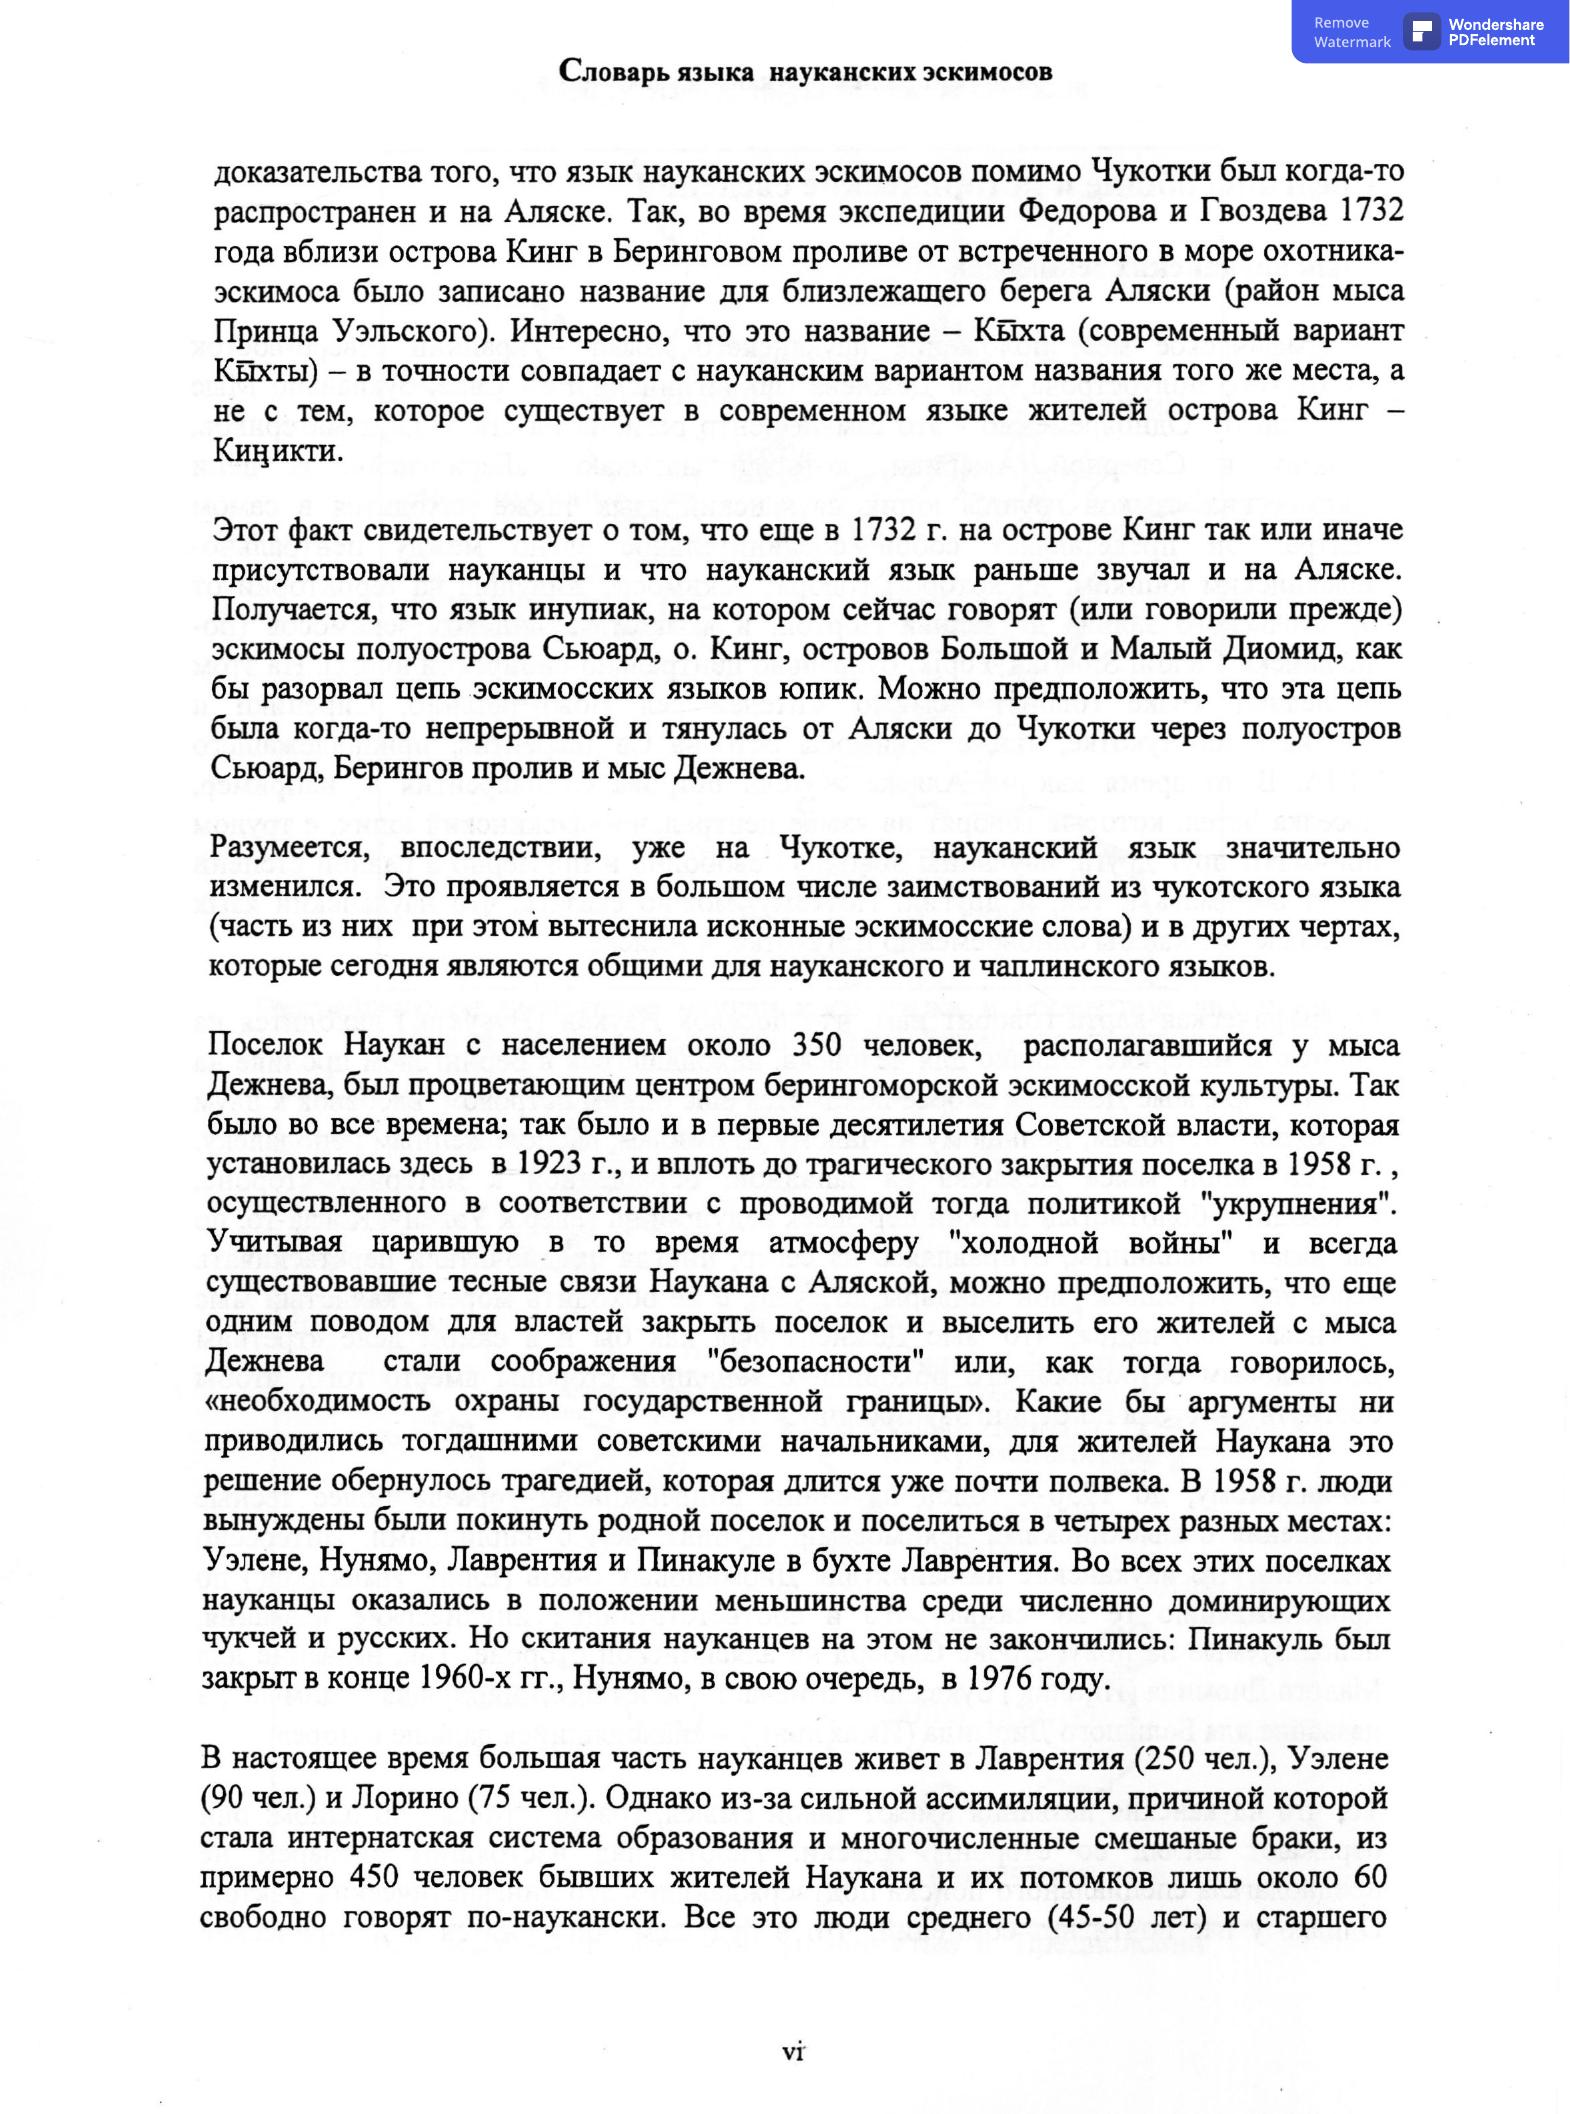 Remove
Watermark
Wondershare
PDFelement
Словарь языка науканских эскимосов
доказательства того, что язык науканских эскимосов помимо Чукотки был когда-то
распространен и на Аляске. Так, во время экспедиции Федорова и Гвоздева 1732
года вблизи острова Кинг в Беринговом проливе от встреченного в море охотника-
эскимоса было записано название для близлежащего берега Аляски (район мыса
Принца Уэльского). Интересно, что это название – Кы̄хта (современный вариант
Кы̄хты) – в точности совпадает с науканским вариантом названия того же места, а
не с тем, которое существует в современном языке жителей острова Кинг –
Киӈикти.
Этот факт свидетельствует о том, что еще в 1732 г. на острове Кинг так или иначе
присутствовали науканцы и что науканский язык раньше звучал и на Аляске.
Получается, что язык инупиак, на котором сейчас говорят (или говорили прежде)
эскимосы полуострова Сьюард, о. Кинг, островов Большой и Малый Диомид, как
бы разорвал цепь эскимосских языков юпик. Можно предположить, что эта цепь
была когда-то непрерывной и тянулась от Аляски до Чукотки через полуостров
Сьюард, Берингов пролив и мыс Дежнева.
Разумеется, впоследствии, уже на Чукотке, науканский язык значительно
изменился. Это проявляется в большом числе заимствований из чукотского языка
(часть из них при этом вытеснила исконные эскимосские слова) и в других чертах,
которые сегодня являются общими для науканского и чаплинского языков.
Поселок Наукан с населением около 350 человек, располагавшийся у мыса
Дежнева, был процветающим центром берингоморской эскимосской культуры. Так
было во все времена; так было и в первые десятилетия Советской власти, которая
установилась здесь в 1923 г., и вплоть до трагического закрытия поселка в 1958 г. ,
осуществленного в соответствии с проводимой тогда политикой "укрупнения".
Учитывая царившую в то время атмосферу "холодной войны" и всегда
существовавшие тесные связи Наукана с Аляской, можно предположить, что еще
одним поводом для властей закрыть поселок и выселить его жителей с мыса
Дежнева стали соображения "безопасности" или, как тогда говорилось,
«необходимость охраны государственной границы». Какие бы аргументы ни
приводились тогдашними советскими начальниками, для жителей Наукана это
решение обернулось трагедией, которая длится уже почти полвека. В 1958 г. люди
вынуждены были покинуть родной поселок и поселиться в четырех разных местах:
Уэлене, Нунямо, Лаврентия и Пинакуле в бухте Лаврентия. Во всех этих поселках
науканцы оказались в положении меньшинства среди численно доминирующих
чукчей и русских. Но скитания науканцев на этом не закончились: Пинакуль был
закрыт в конце 1960-х гг., Нунямо, в свою очередь, в 1976 году.
В настоящее время большая часть науканцев живет в Лаврентия (250 чел.), Уэлене
(90 чел.) и Лорино (75 чел.). Однако из-за сильной ассимиляции, причиной которой
стала интернатская система образования и многочисленные смешаные браки, из
примерно 450 человек бывших жителей Наукана и их потомков лишь около 60
свободно говорят по-наукански. Все это люди среднего (45-50 лет) и старшего
vi